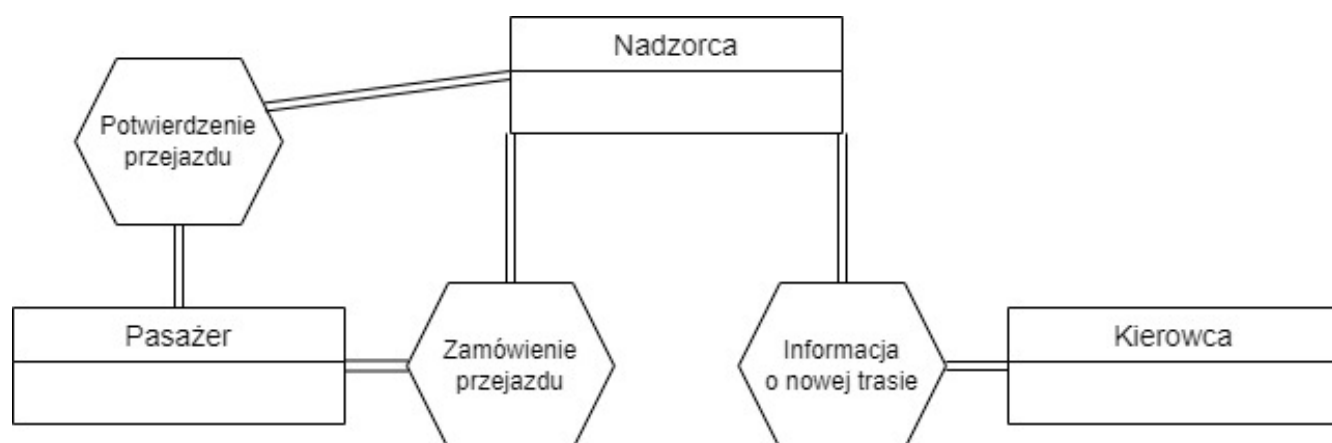 Nadzorca
Potwierdzenie
przejazdu
Pasażer
Zamówienie
przejazdu
Informacja
o nowej trasie
Kierowca